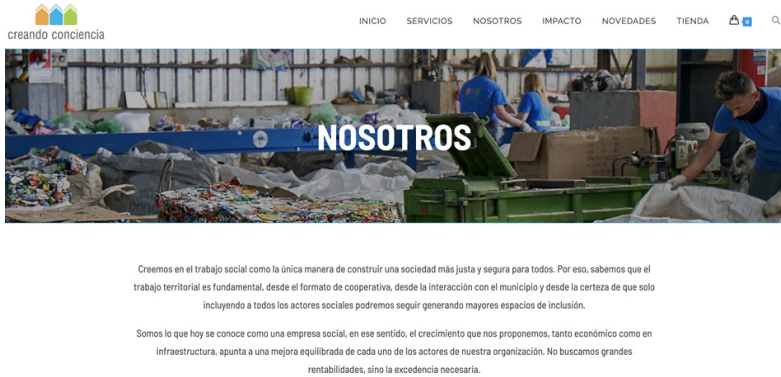 creando conciencia
INICIO SERVICIOS NOSOTROS IMPACTO NOVEDADES TIENDA 0
NOSOTROS
Creemos en el trabajo social como la única manera de construir una sociedad más justa y segura para todos. Por eso, sabemos que el
trabajo territorial es fundamental, desde el formato de cooperativa, desde la interacción con el municipio y desde la certeza de que solo
incluyendo a todos los actores sociales podremos seguir generando mayores espacios de inclusión.
Somos lo que hoy se conoce como una empresa social, en ese sentido, el crecimiento que nos proponemos, tanto económico como en
infraestructura, apunta a una mejora equilibrada de cada uno de los actores de nuestra organización. No buscamos grandes
rentabilidades, sino la excedencia necesaria.